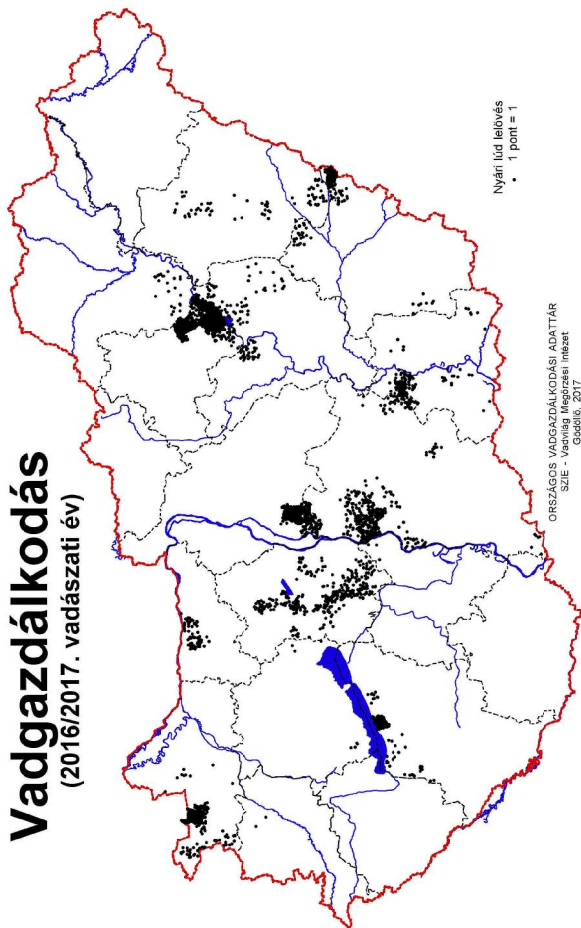 Vadgazdálkodás
(2016/2017. vadászati év)
Nyári lúd lelövés
1 pont = 1
ORSZÁGOS VADGAZDÁLKODÁSI ADATTÁR
SZIE - Vadvilág Megőrzési Intézet
Gödöllő, 2017